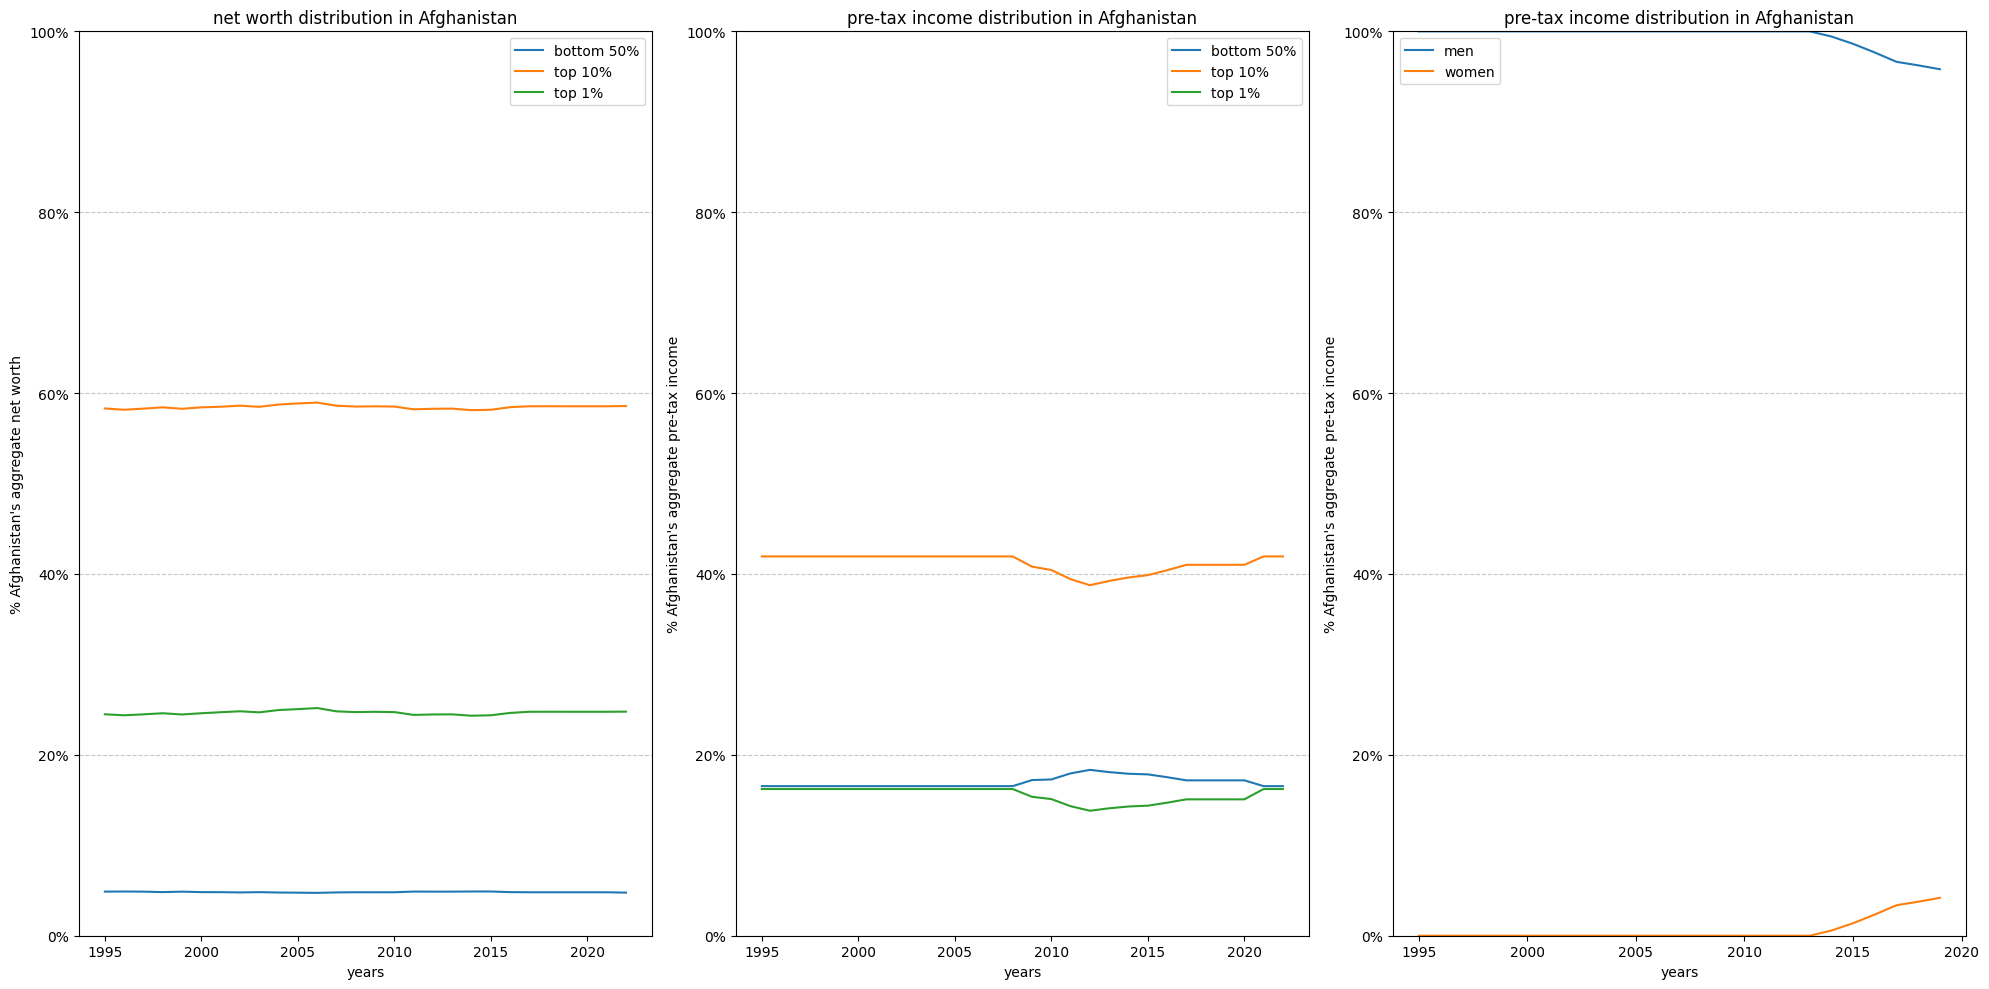 net worth distribution in Afghanistan
100%
80%
60%
40%
20%
0%
% Afghanistan's aggregate net worth
bottom 50%
top 10%
top 1%
1995 2000 2005 2010 2015 2020
years
pre-tax income distribution in Afghanistan
100%
80%
60%
40%
20%
0%
% Afghanistan's aggregate pre-tax income
bottom 50%
top 10%
top 1%
1995 2000 2005 2010 2015 2020
years
pre-tax income distribution in Afghanistan
100%
80%
60%
40%
20%
0%
% Afghanistan's aggregate pre-tax income
men
women
1995 2000 2005 2010 2015 2020
years